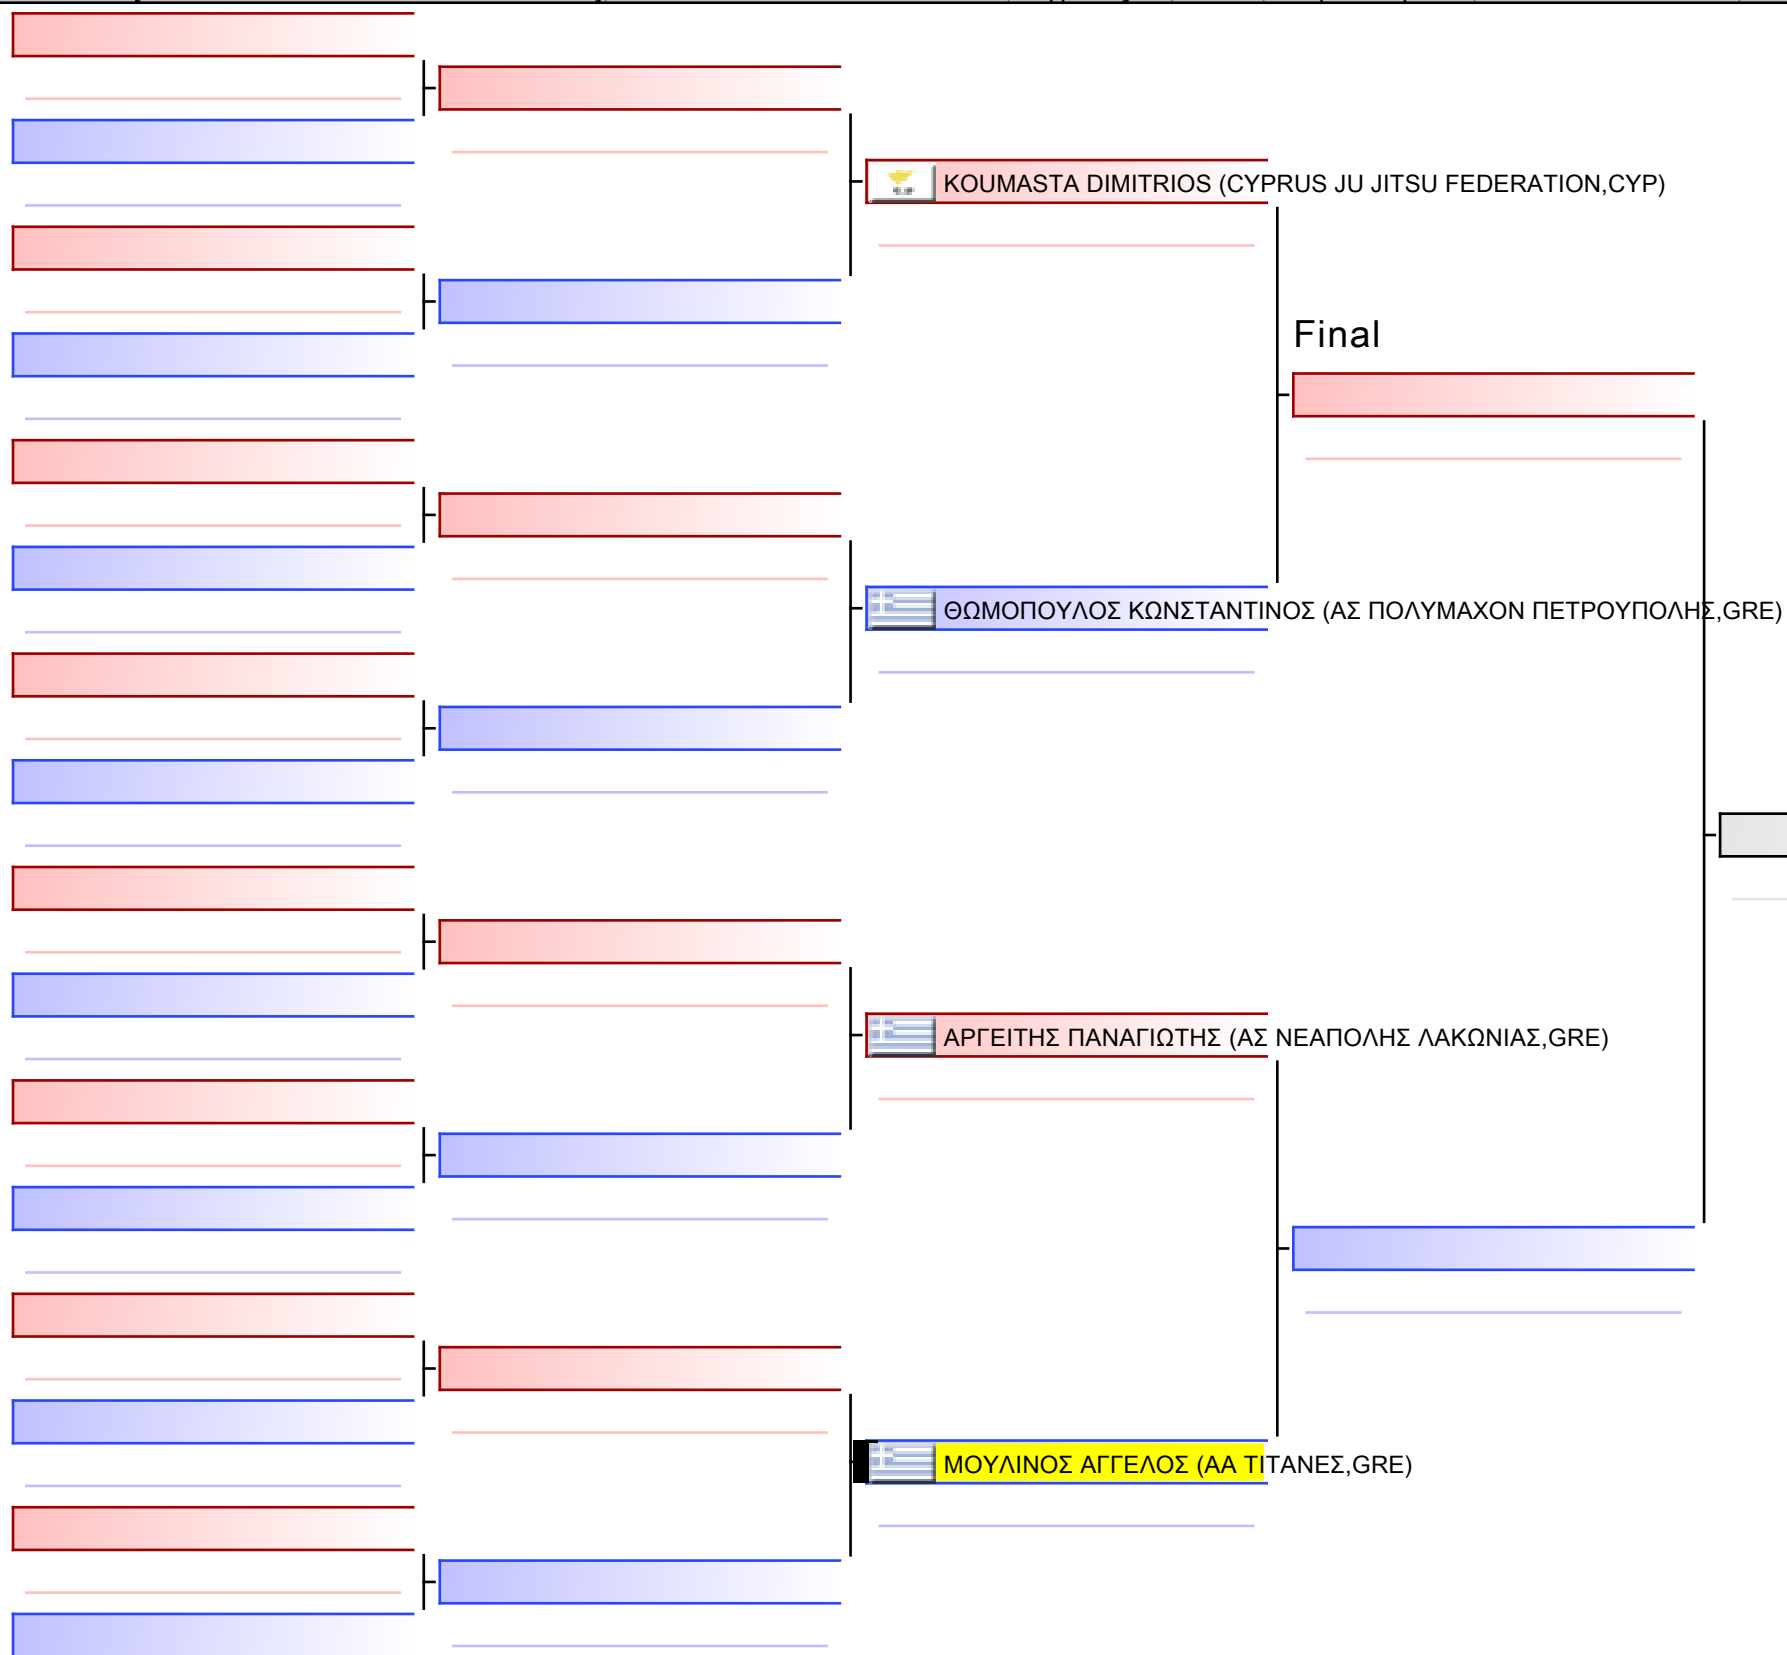 KOUMASTA DIMITRIOS (CYPRUS JU JITSU FEDERATION,CYP)
Final
ΘΩΜΟΠΟΥΛΟΣ ΚΩΝΣΤΑΝΤΙΝΟΣ (ΑΣ ΠΟΛΥΜΑΧΟΝ ΠΕΤΡΟΥΠΟΛΗΣ,GRE)
ΑΡΓΕΙΤΗΣ ΠΑΝΑΓΙΩΤΗΣ (ΑΣ ΝΕΑΠΟΛΗΣ ΛΑΚΩΝΙΑΣ,GRE)
ΜΟΥΛΙΝΟΣ ΑΓΓΕΛΟΣ (ΑΑ ΤΙΤΑΝΕΣ,GRE)